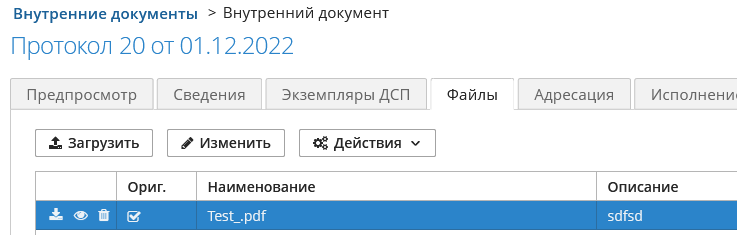 Внутренние документы > Внутренний документ
Протокол 20 от 01.12.2022
Предпросмотр Сведения Экземпляры ДСП Файлы Адресация Исполнение
Загрузить Изменить Действия
Ориг. Наименование Описание
Test_.pdf sdfsd